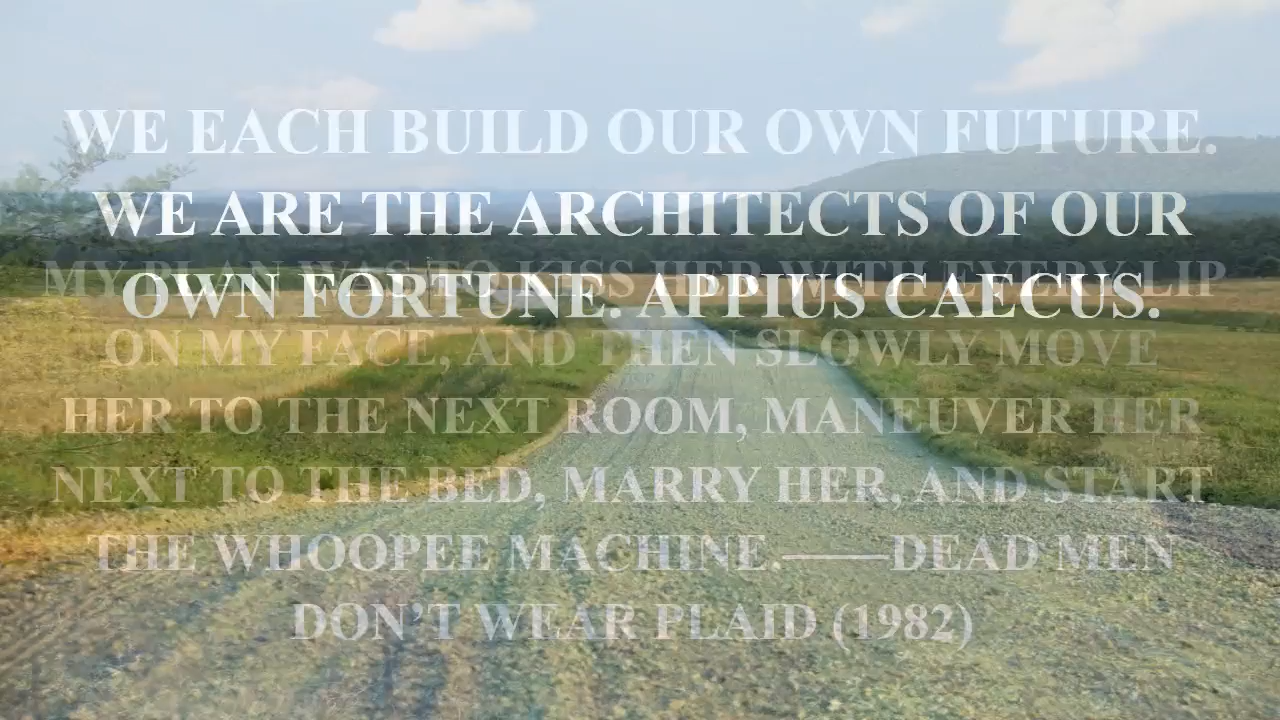 WE EACH BUILD OUR OWN FUTURE.
WE ARE THE ARCHITECTS OF OUR
MY PLAN WAS TO KISS HER WITH EVERY LIP
OWN FORTUNE. APPIUS CAECUS.
ON MY FACE, AND THEN SLOWLY MOVE
HER TO THE NEXT ROOM, MANEUVER HER
NEXT TO THE BED, MARRY HER, AND START
THE WHOOPEE MACHINE ——DEAD MEN
DON’T WEAR PLAID (1982)